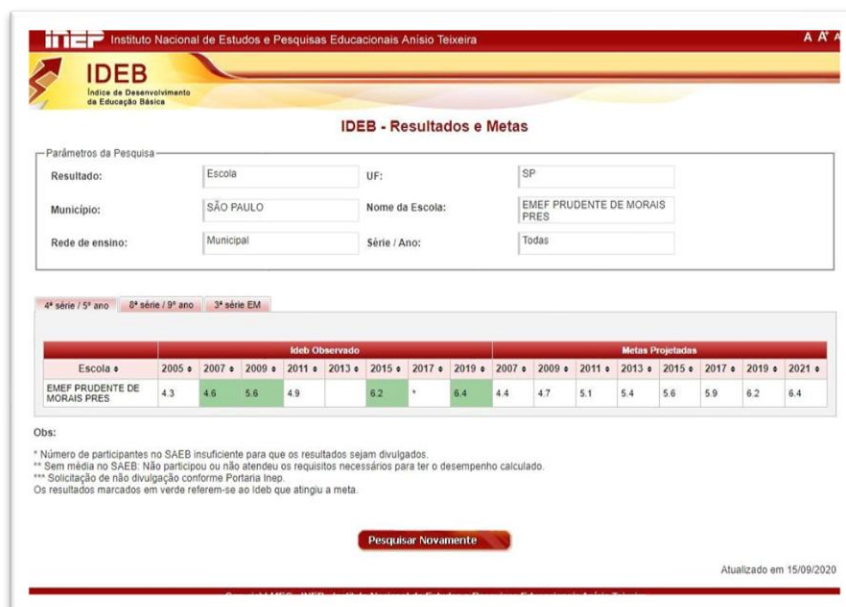 inep Instituto Nacional de Estudos e Pesquisas Educacionais Anísio Teixeira A A+ A
IDEB
Índice de Desenvolvimento
da Educação Básica
IDEB - Resultados e Metas
Parâmetros da Pesquisa
Resultado: Escola UF: SP
Município: SÃO PAULO Nome da Escola: EMEF PRUDENTE DE MORAIS
PRES
Rede de ensino: Municipal Série / Ano: Todas
4ª série / 5º ano 8ª série / 9º ano 3ª série EM
Ideb Observado Metas Projetadas
Escola 2005 2007 2009 2011 2013 2015 2017 2019 2007 2009 2011 2013 2015 2017 2019 2021
EMEF PRUDENTE DE
MORAIS PRES 4.3 4.6 5.6 4.9 6.2 * 6.4 4.4 4.7 5.1 5.4 5.6 5.9 6.2 6.4
Obs:
* Número de participantes no SAEB insuficiente para que os resultados sejam divulgados.
** Sem média no SAEB: Não participou ou não atendeu os requisitos necessários para ter o desempenho calculado.
*** Solicitação de não divulgação conforme Portaria Inep.
Os resultados marcados em verde referem-se ao Ideb que atingiu a meta.
Pesquisar Novamente
Atualizado em 15/09/2020